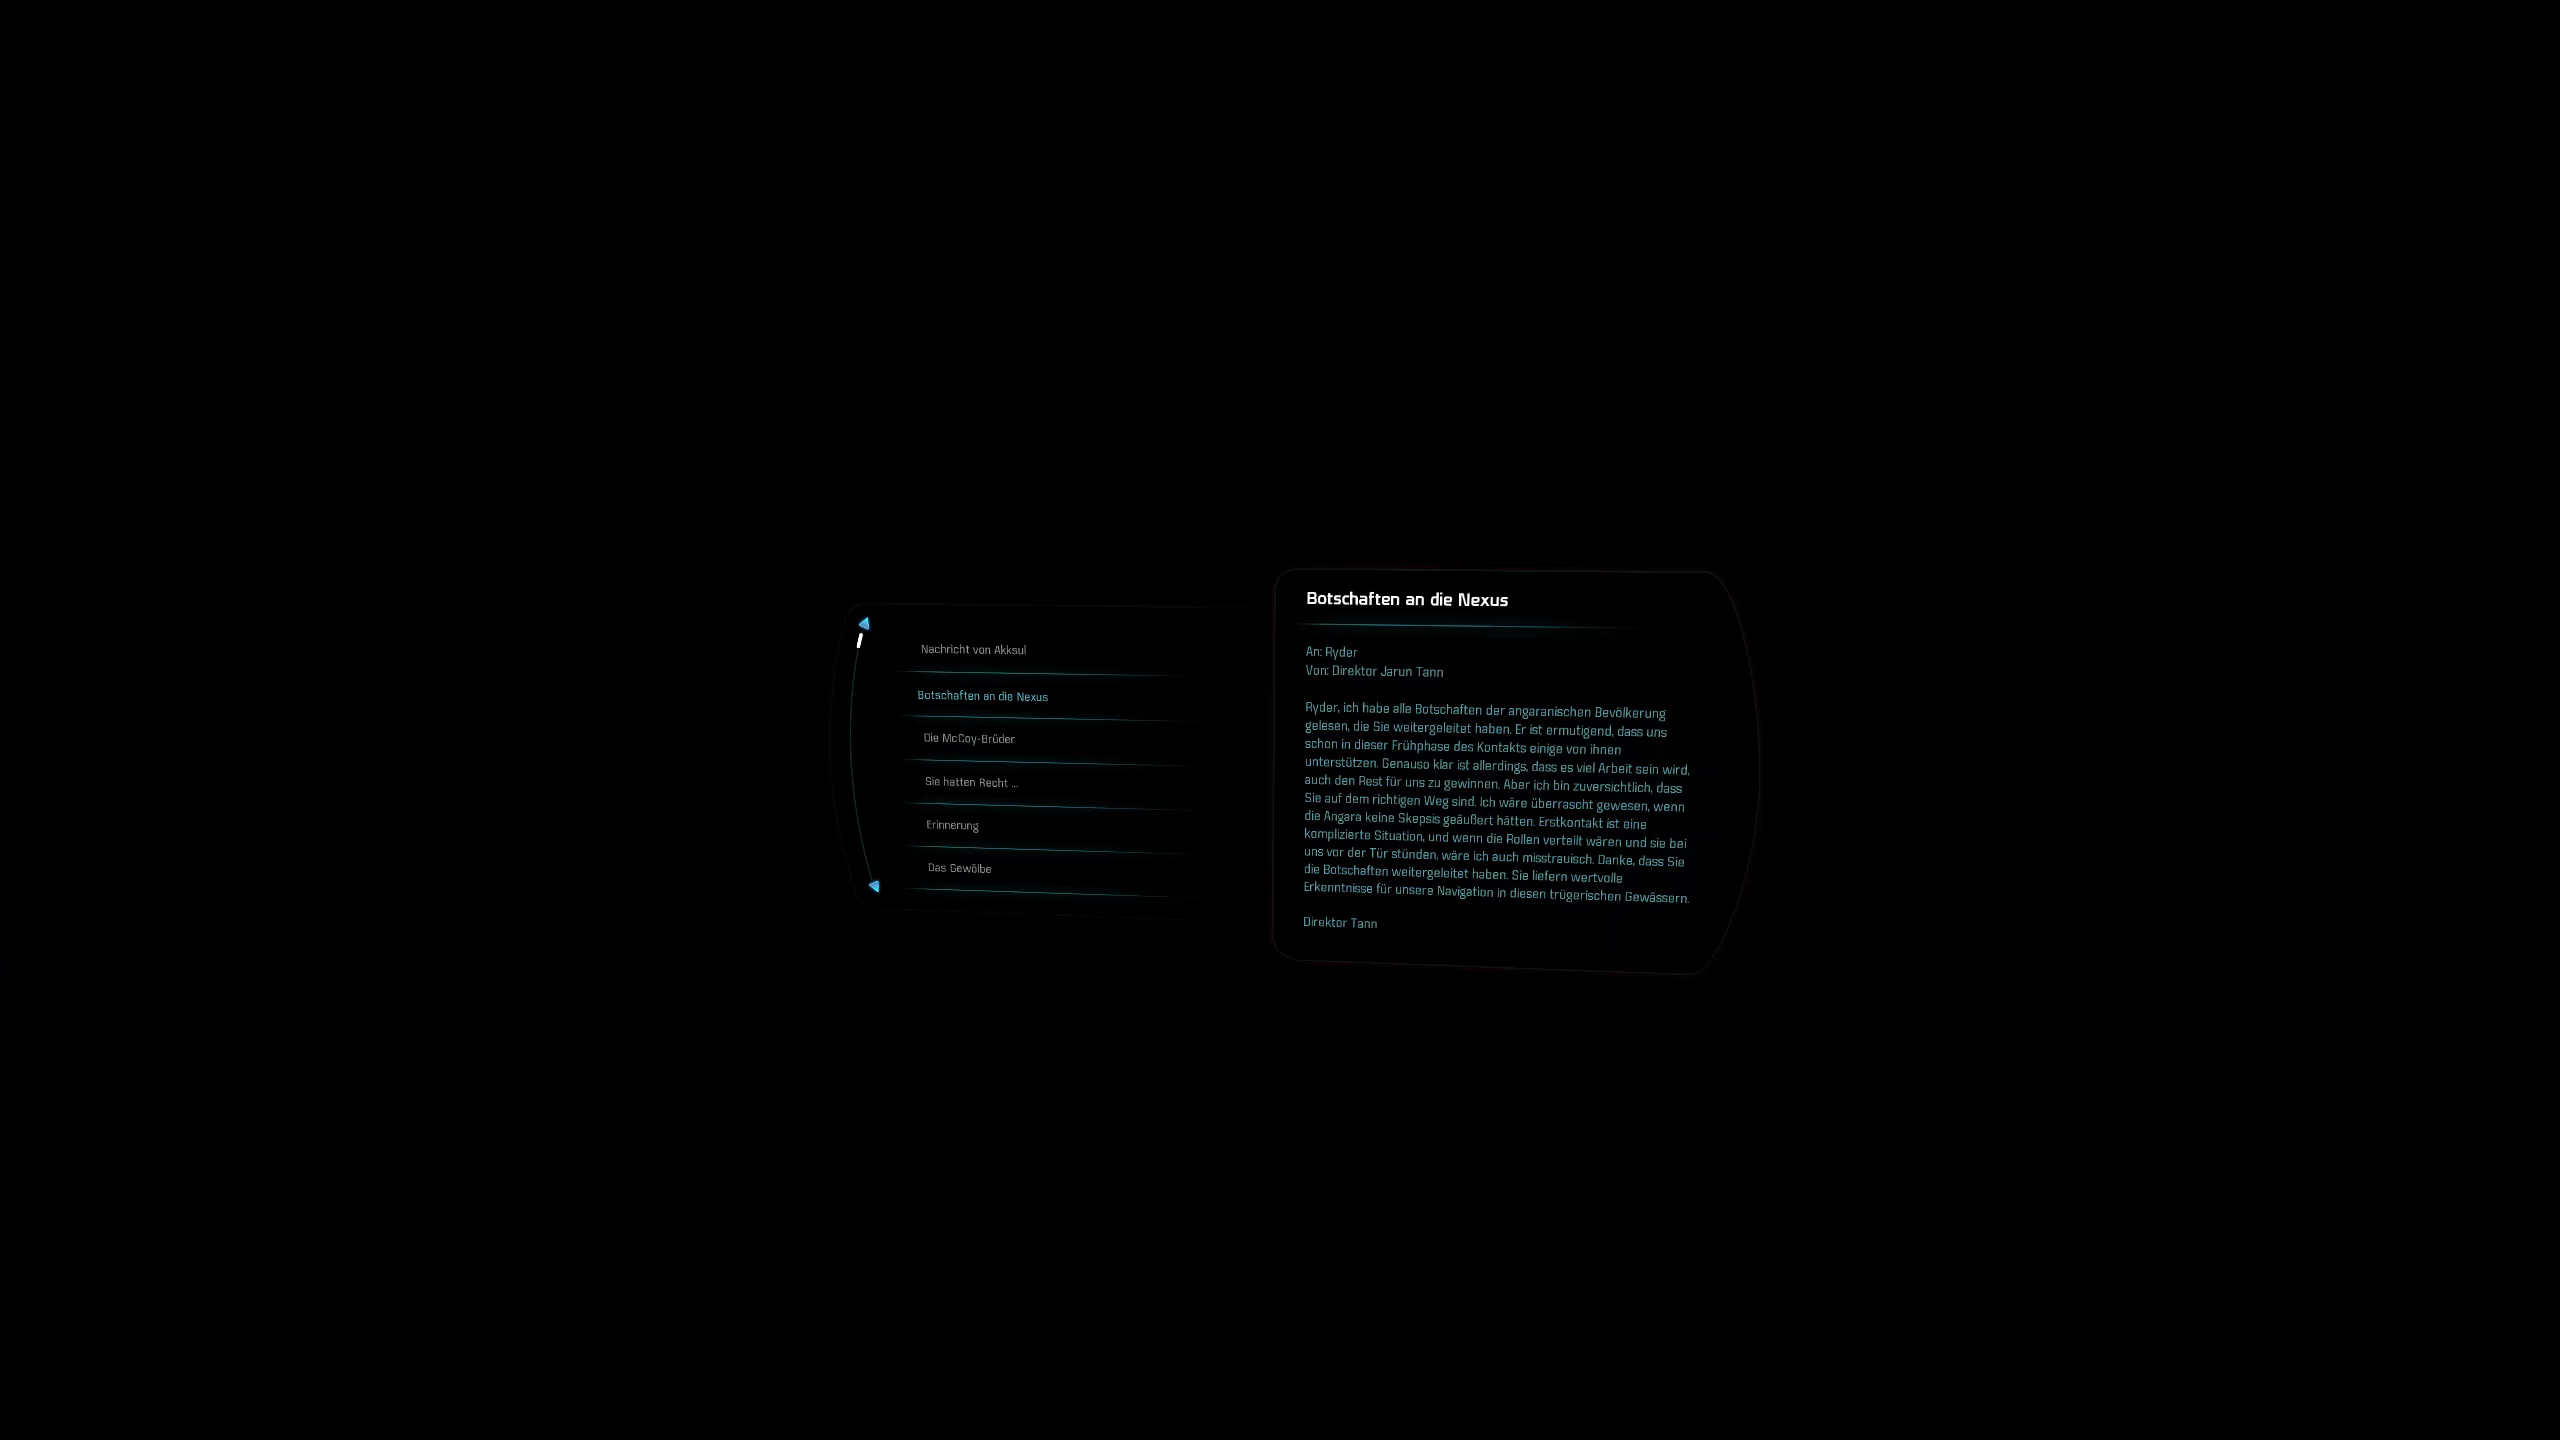 Nachricht von Akksul
Botschaften an die Nexus
Die McCoy-Brüder
Sie hatten Recht ...
Erinnerung
Das Gewölbe
Botschaften an die Nexus
An: Ryder
Von: Direktor Jarun Tann
Ryder, ich habe alle Botschaften der angaranischen Bevölkerung
gelesen, die Sie weitergeleitet haben. Er ist ermutigend, dass uns
schon in dieser Frühphase des Kontakts einige von ihnen
unterstützen. Genauso klar ist allerdings, dass es viel Arbeit sein wird,
auch den Rest für uns zu gewinnen. Aber ich bin zuversichtlich, dass
Sie auf dem richtigen Weg sind. Ich wäre überrascht gewesen, wenn
die Angara keine Skepsis geäußert hätten. Erstkontakt ist eine
komplizierte Situation, und wenn die Rollen verteilt wären und sie bei
uns vor der Tür stünden, wäre ich auch misstrauisch. Danke, dass Sie
die Botschaften weitergeleitet haben. Sie liefern wertvolle
Erkenntnisse für unsere Navigation in diesen trügerischen Gewässern.
Direktor Tann